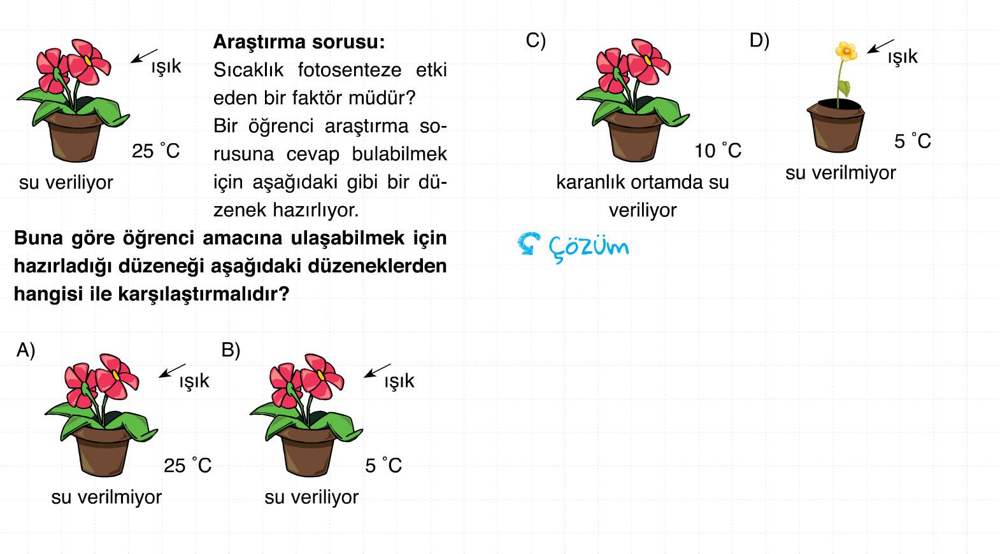 ışık
25 °C
su veriliyor
Araştırma sorusu:
Sıcaklık fotosenteze etki
eden bir faktör müdür?
Bir öğrenci araştırma so-
rusuna cevap bulabilmek
için aşağıdaki gibi bir dü-
zenek hazırlıyor.
Buna göre öğrenci amacına ulaşabilmek için
hazırladığı düzeneği aşağıdaki düzeneklerden
hangisi ile karşılaştırmalıdır?
A)
ışık
25 °C
su verilmiyor
B)
ışık
5 °C
su veriliyor
C)
10 °C
karanlık ortamda su
veriliyor
D)
ışık
5 °C
su verilmiyor
Çözüm